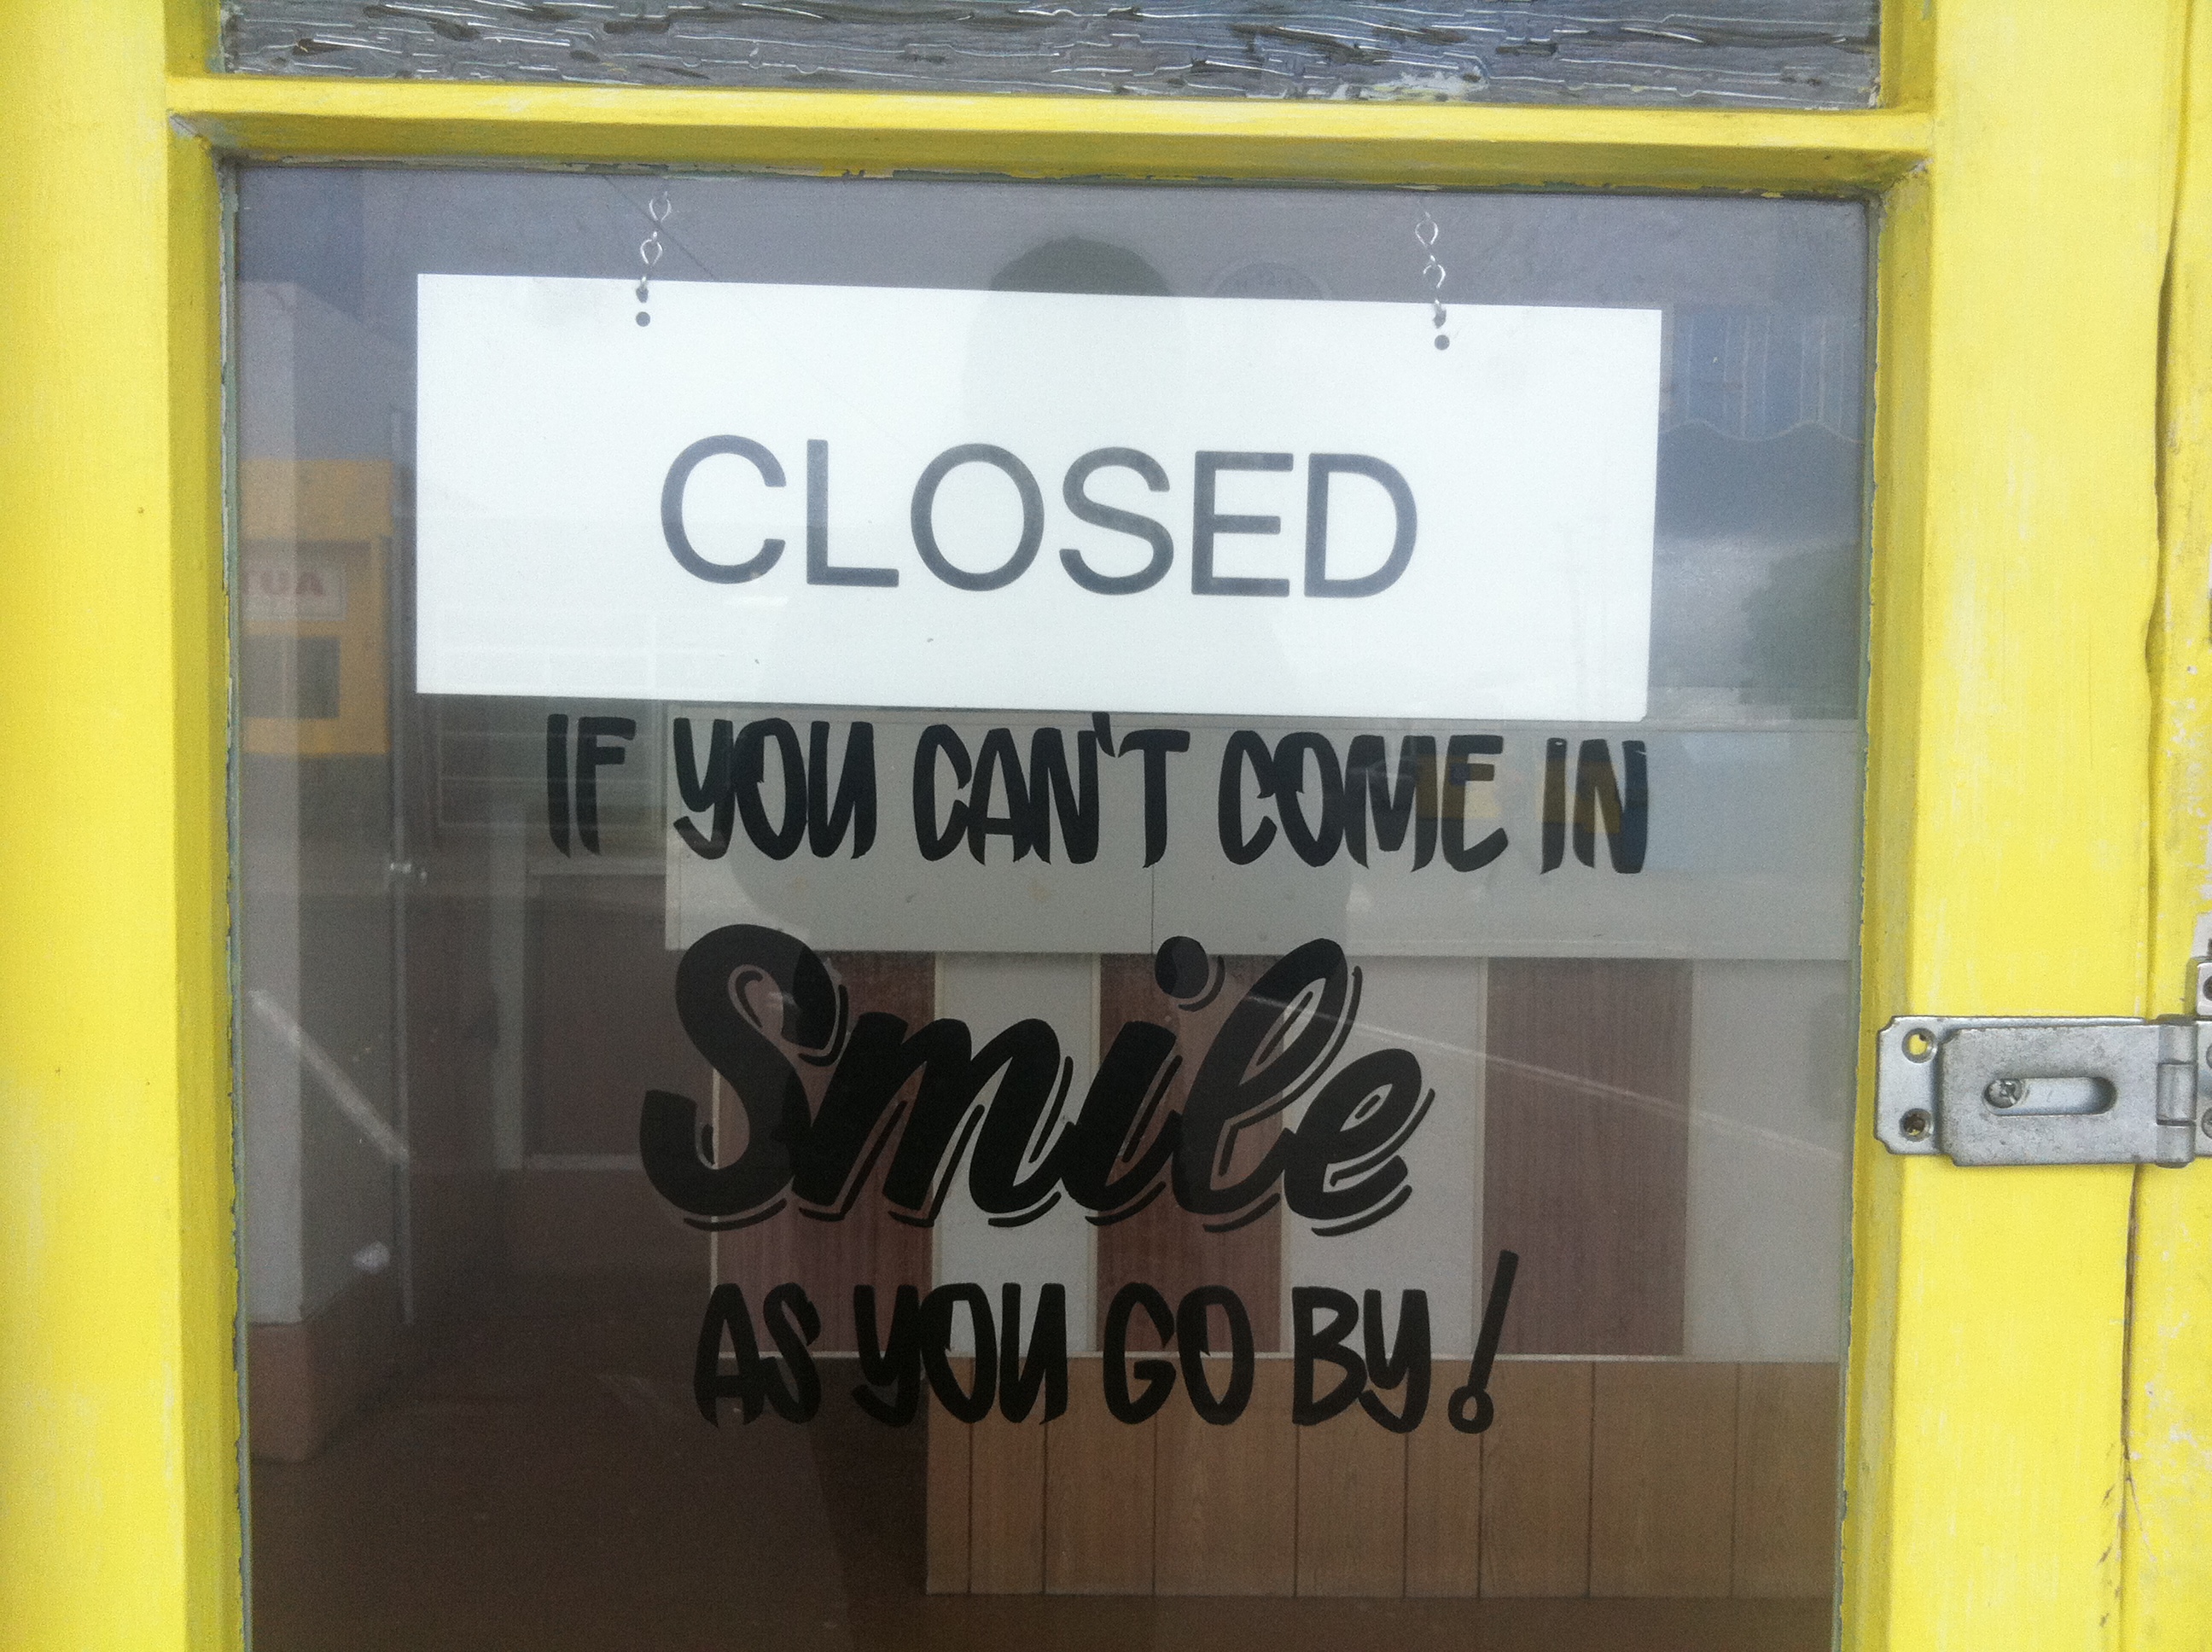 CLOSED
IF YOU CAN'T COME IN
Smile
AS YOU GO BY!